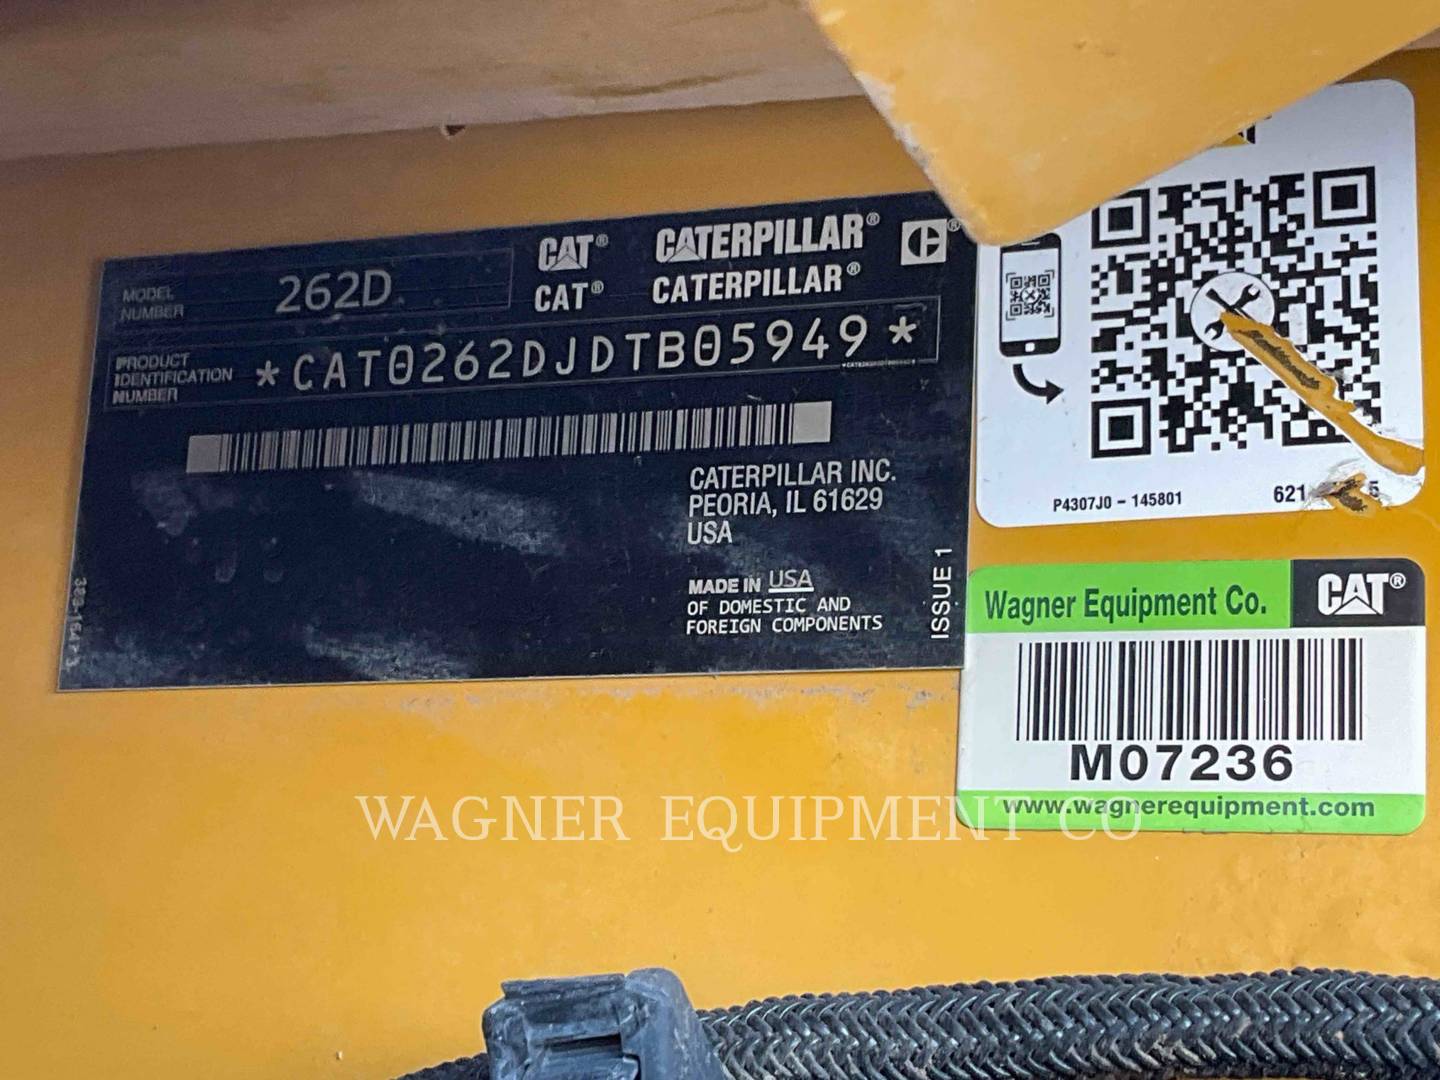 CAT® CATERPILLAR®
CAT® CATERPILLAR®
MODEL NUMBER 262D
PRODUCT IDENTIFICATION NUMBER *CAT0262DJDTB05949*
CATERPILLAR INC.
PEORIA, IL 61629
USA
MADE IN USA
OF DOMESTIC AND
FOREIGN COMPONENTS
ISSUE 1
P4307J0 - 145801
Wagner Equipment Co. CAT®
M07236
www.wagnerequipment.com
WAGNER EQUIPMENT CO